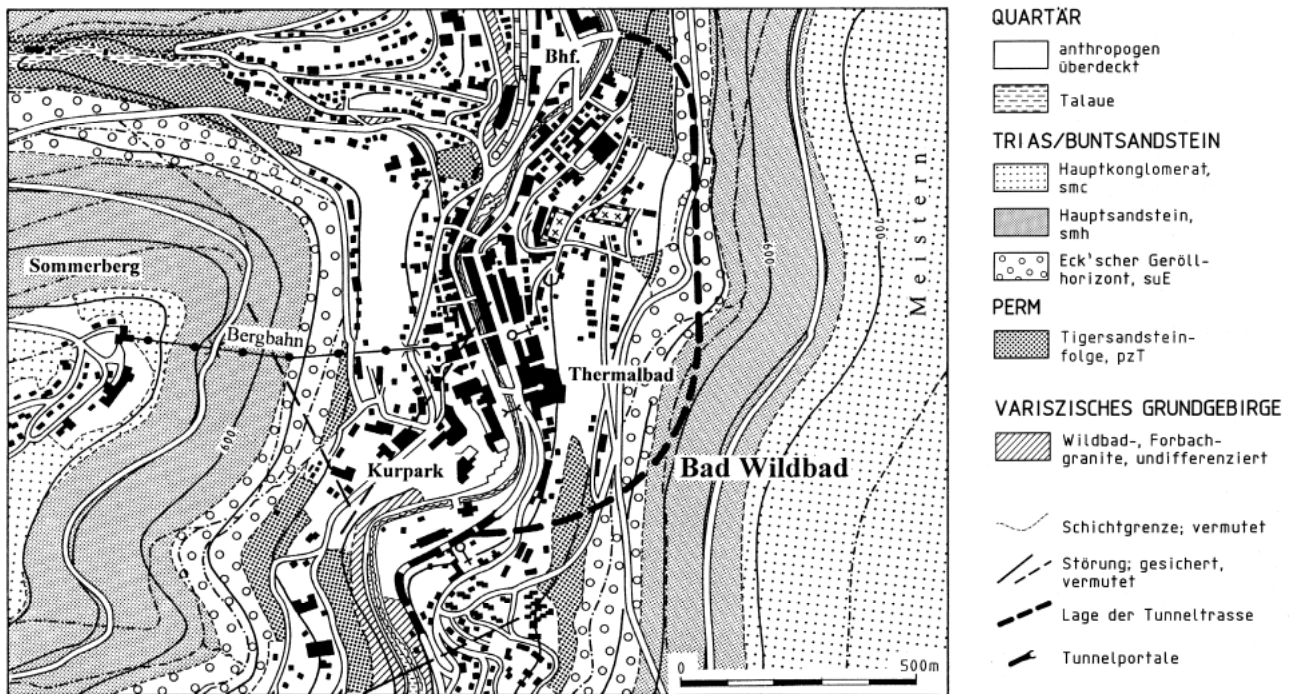 Bhf.
Sommerberg
Bergbahn
600
Thermalbad
Kurpark
Bad Wildbad
Meistern
600
700
0 500m
QUARTÄR
anthropogen
überdeckt
Talaue
TRIAS/BUNTSANDSTEIN
Hauptkonglomerat,
smc
Hauptsandstein,
smh
Eck'scher Geröll-
horizont, suE
PERM
Tigersandstein-
folge, pzT
VARISZISCHES GRUNDGEBIRGE
Wildbad-, Forbach-
granite, undifferenziert
Schichtgrenze; vermutet
Störung; gesichert,
vermutet
Lage der Tunneltrasse
Tunnelportale